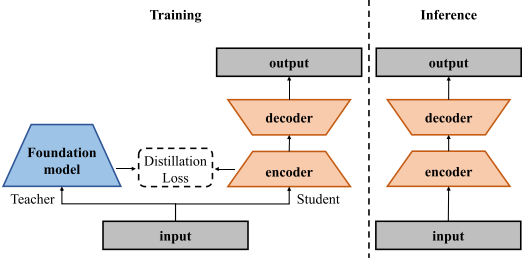 Training
Inference
output
output
decoder
decoder
Foundation
model
Distillation
Loss
encoder
encoder
Teacher
Student
input
input